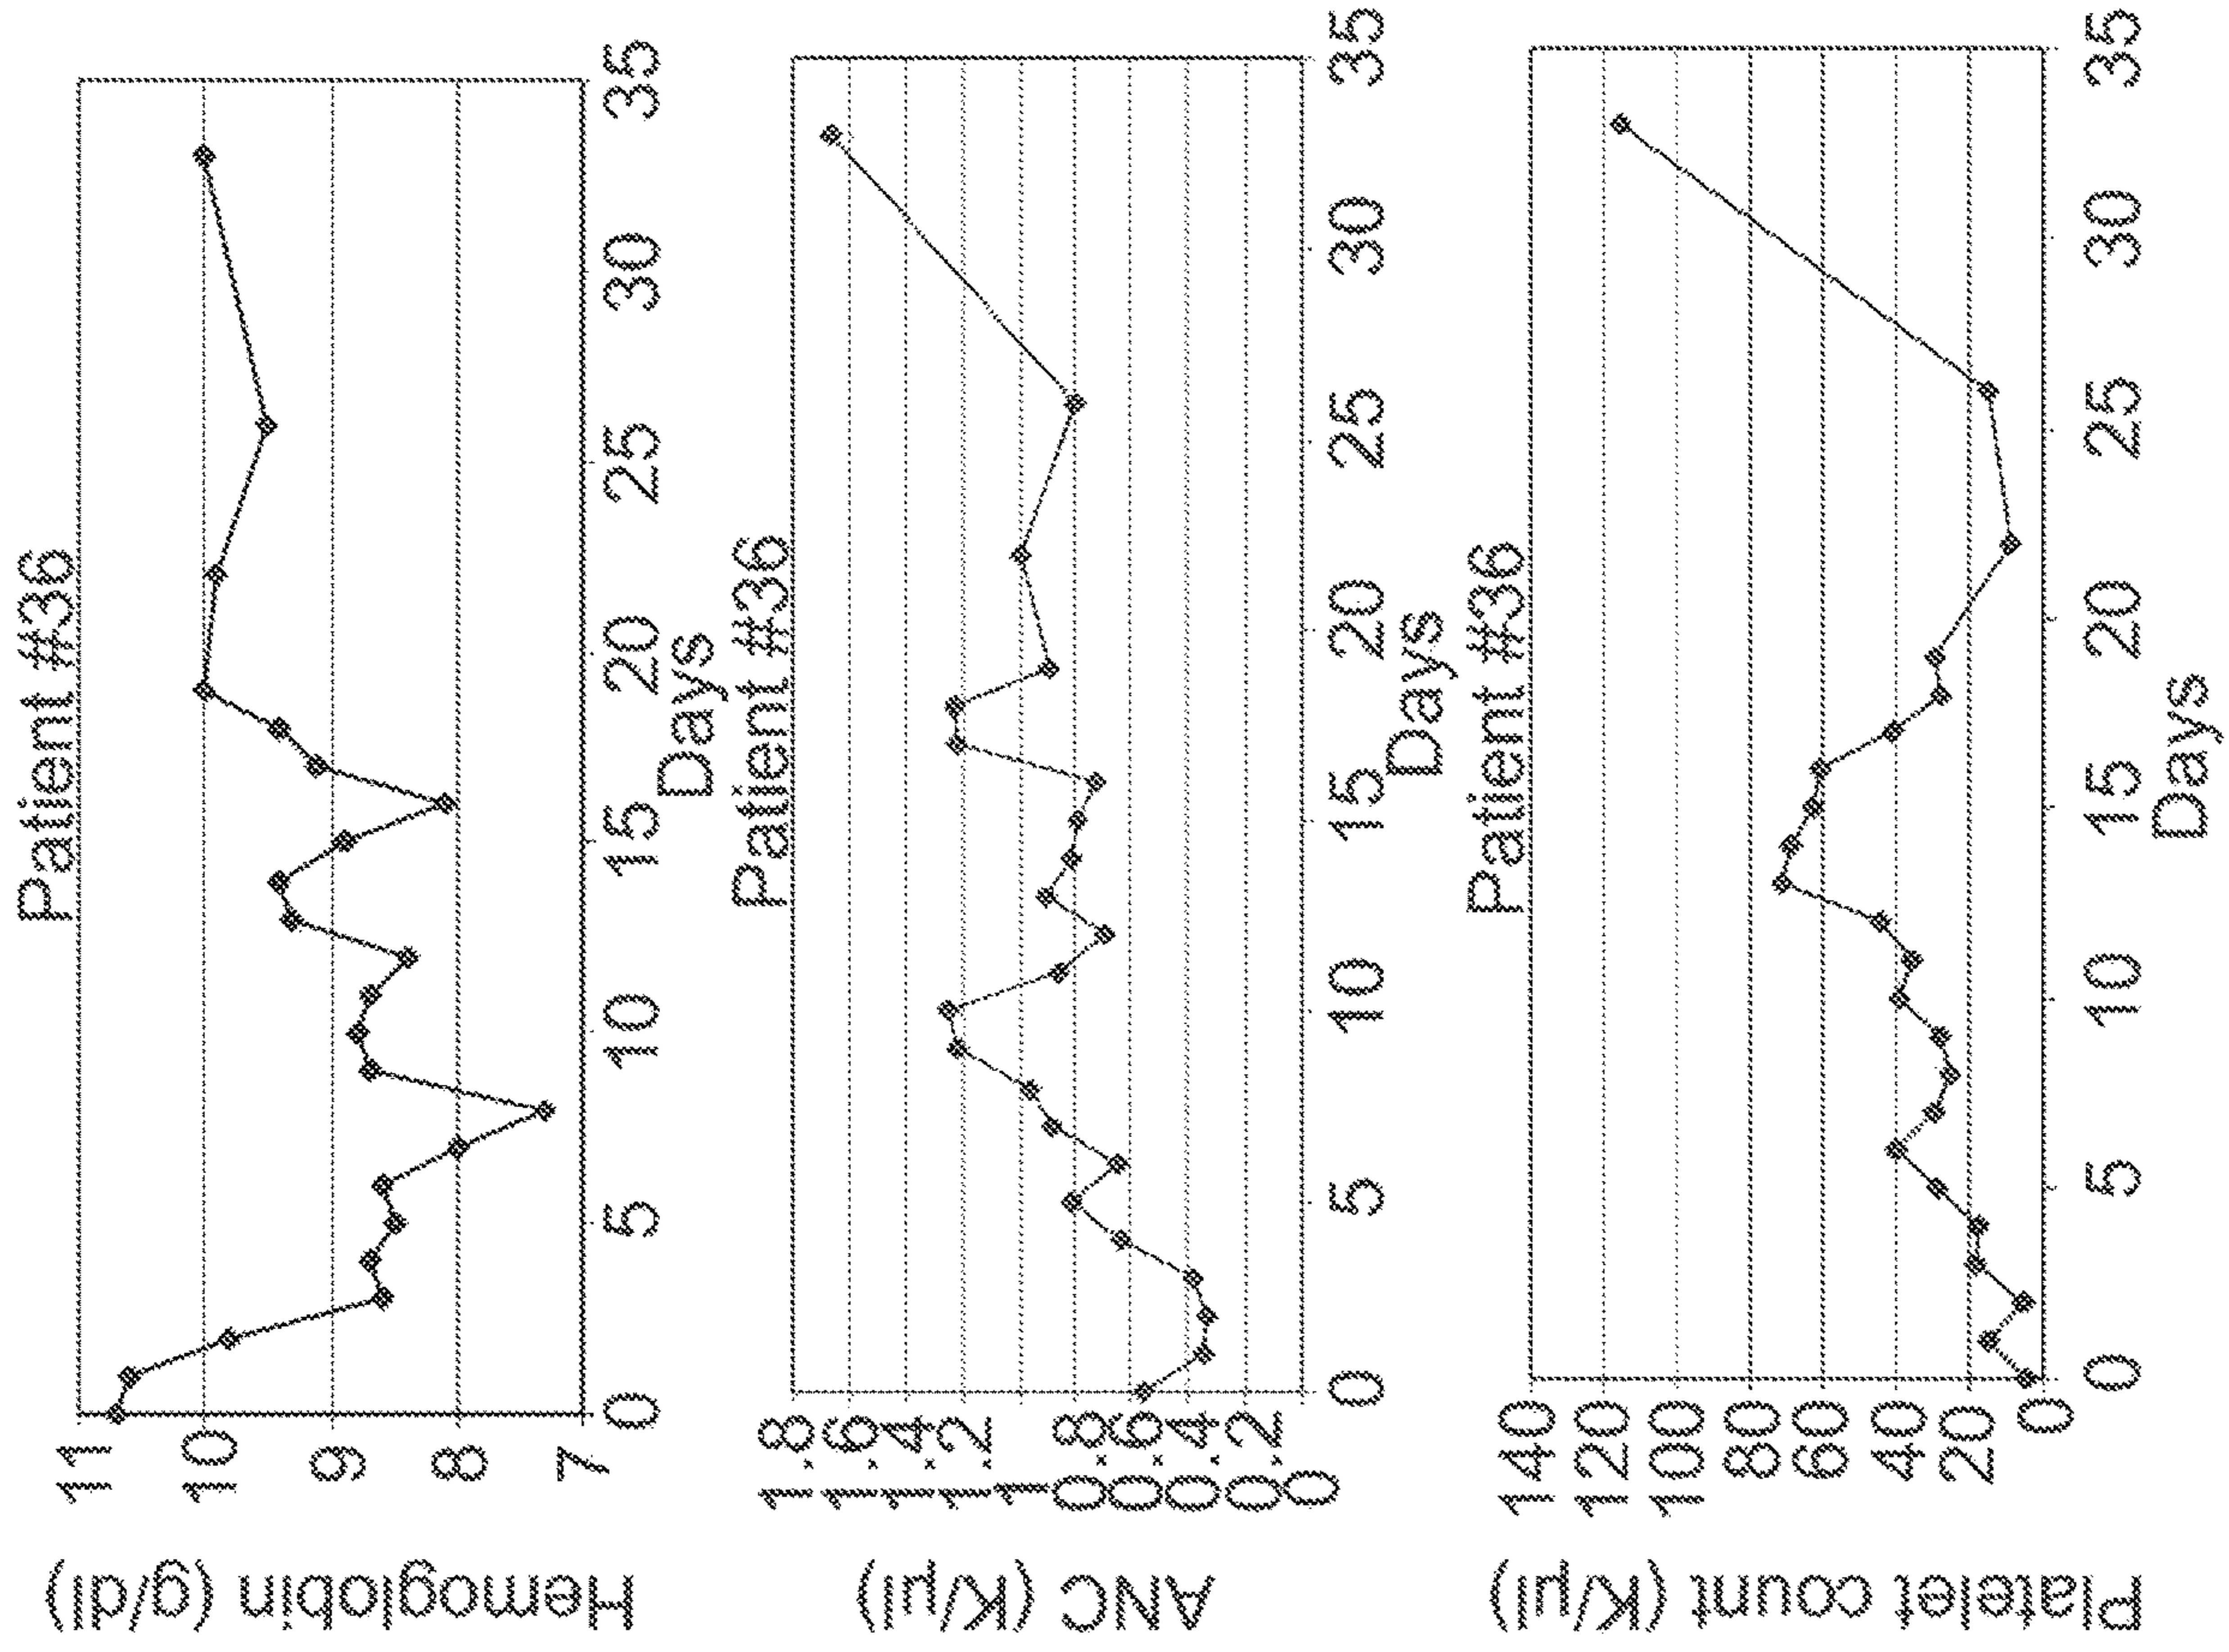 Patient #36
Hemoglobin (g/dl)
11
10
9
8
7
0 5 10 15 20 25 30 35
Days
Patient #36
ANC (K/µl)
1.8
1.6
1.4
1.2
1
0.8
0.6
0.4
0.2
0
0 5 10 15 20 25 30 35
Days
Patient #36
Platelet count (K/µl)
140
120
100
80
60
40
20
0
0 5 10 15 20 25 30 35
Days